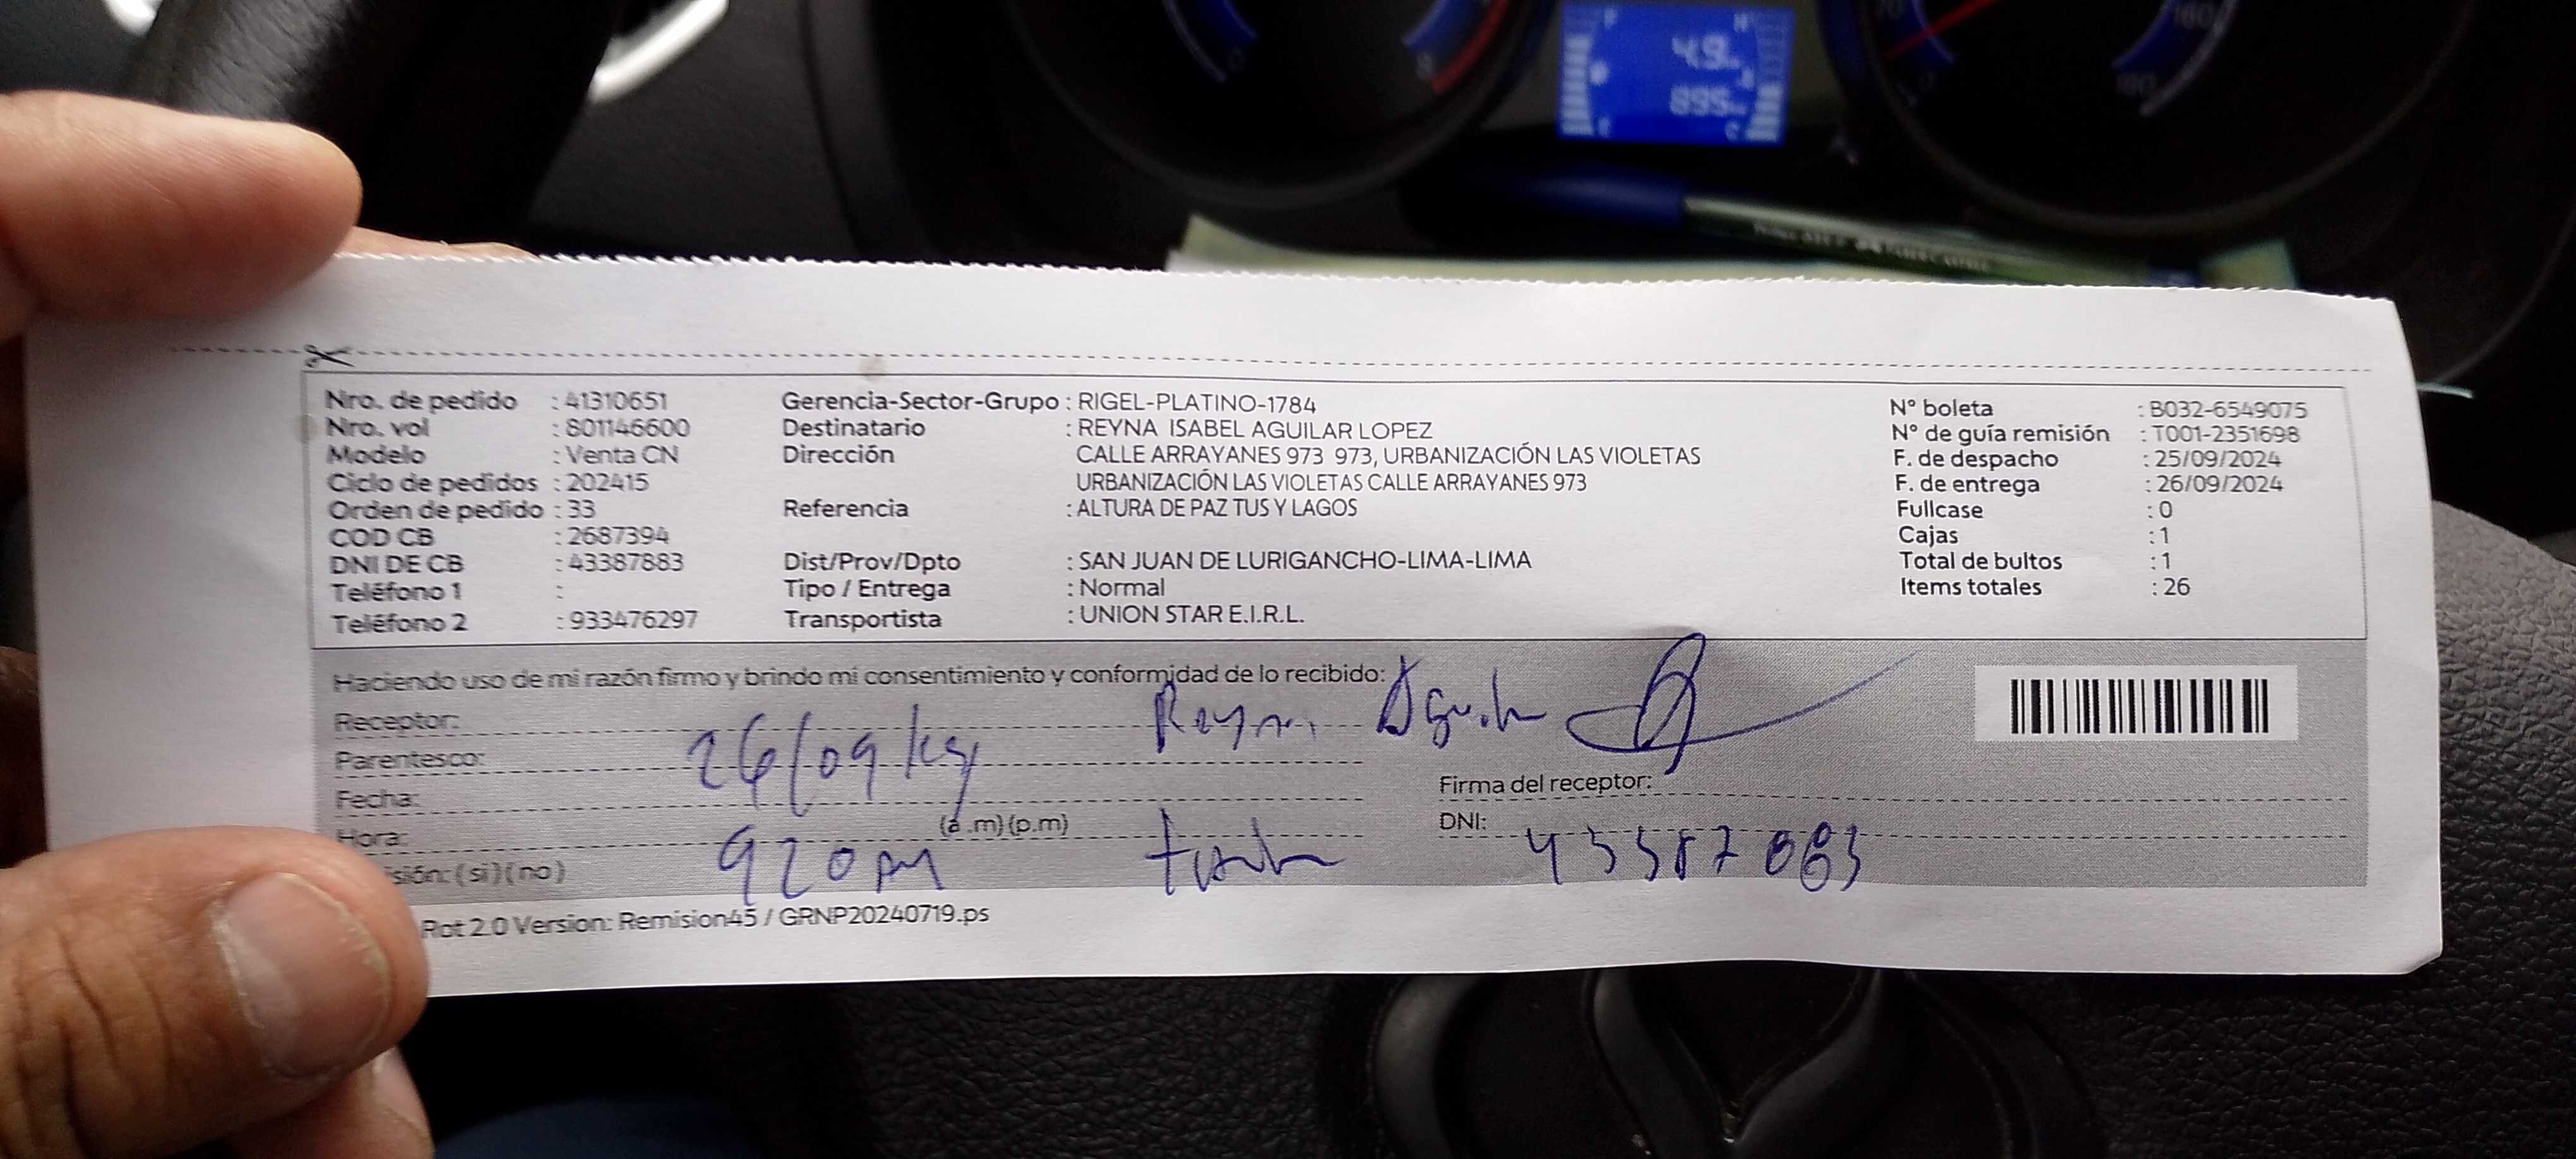 Nro. de pedido : 41310651 Gerencia-Sector-Grupo : RIGEL-PLATINO-1784 N° boleta : B032-6549075
Nro. vol : 801146600 Destinatario : REYNA ISABEL AGUILAR LOPEZ N° de guía remisión : T001-2351698
Modelo : Venta CN Dirección CALLE ARRAYANES 973 973, URBANIZACIÓN LAS VIOLETAS F. de despacho : 25/09/2024
Ciclo de pedidos : 202415 URBANIZACIÓN LAS VIOLETAS CALLE ARRAYANES 973 F. de entrega : 26/09/2024
Orden de pedido : 33 Referencia : ALTURA DE PAZ TUS Y LAGOS Fullcase : 0
COD CB : 2687394 Cajas : 1
DNI DE CB : 43387883 Dist/Prov/Dpto : SAN JUAN DE LURIGANCHO-LIMA-LIMA Total de bultos : 1
Teléfono 1 : Tipo / Entrega : Normal Items totales : 26
Teléfono 2 : 933476297 Transportista : UNION STAR E.I.R.L.
Haciendo uso de mi razón firmo y brindo mi consentimiento y conformidad de lo recibido:
Receptor: Reyna Aguilar
Parentesco: 26/09/
Fecha: Firma del receptor:
Hora: (a .m)(p.m) DNI:
sión: (si)(no) 920 pm
Rot 2.0 Version: Remision45 / GRNP20240719.ps